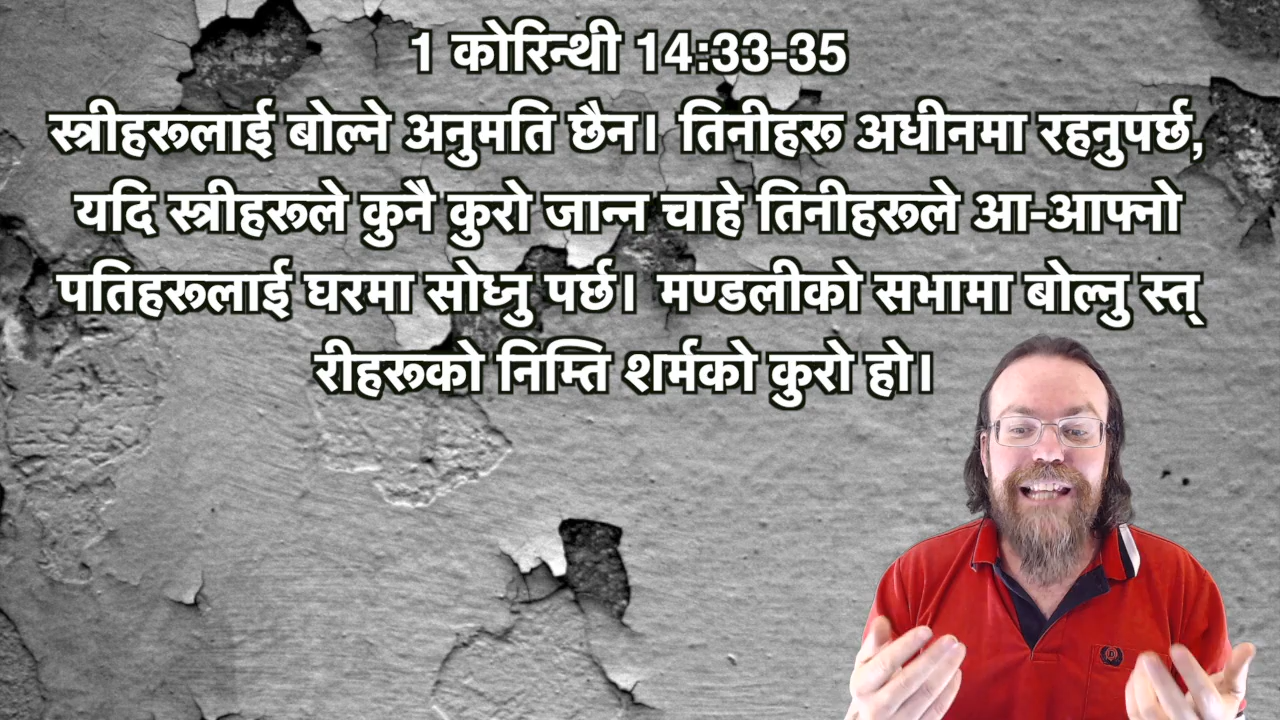 1 कोरिन्थी 14:33-35
स्त्रीहरूलाई बोल्ने अनुमति छैन। तिनीहरू अधीनमा रहनुपर्छ,
यदि स्त्रीहरूले कुनै कुरो जान्न चाहे तिनीहरूले आ-आफ्नो
पतिहरूलाई घरमा सोध्नु पर्छ। मण्डलीको सभामा बोल्नु स्त्
रीहरूको निम्ति शर्मको कुरो हो।